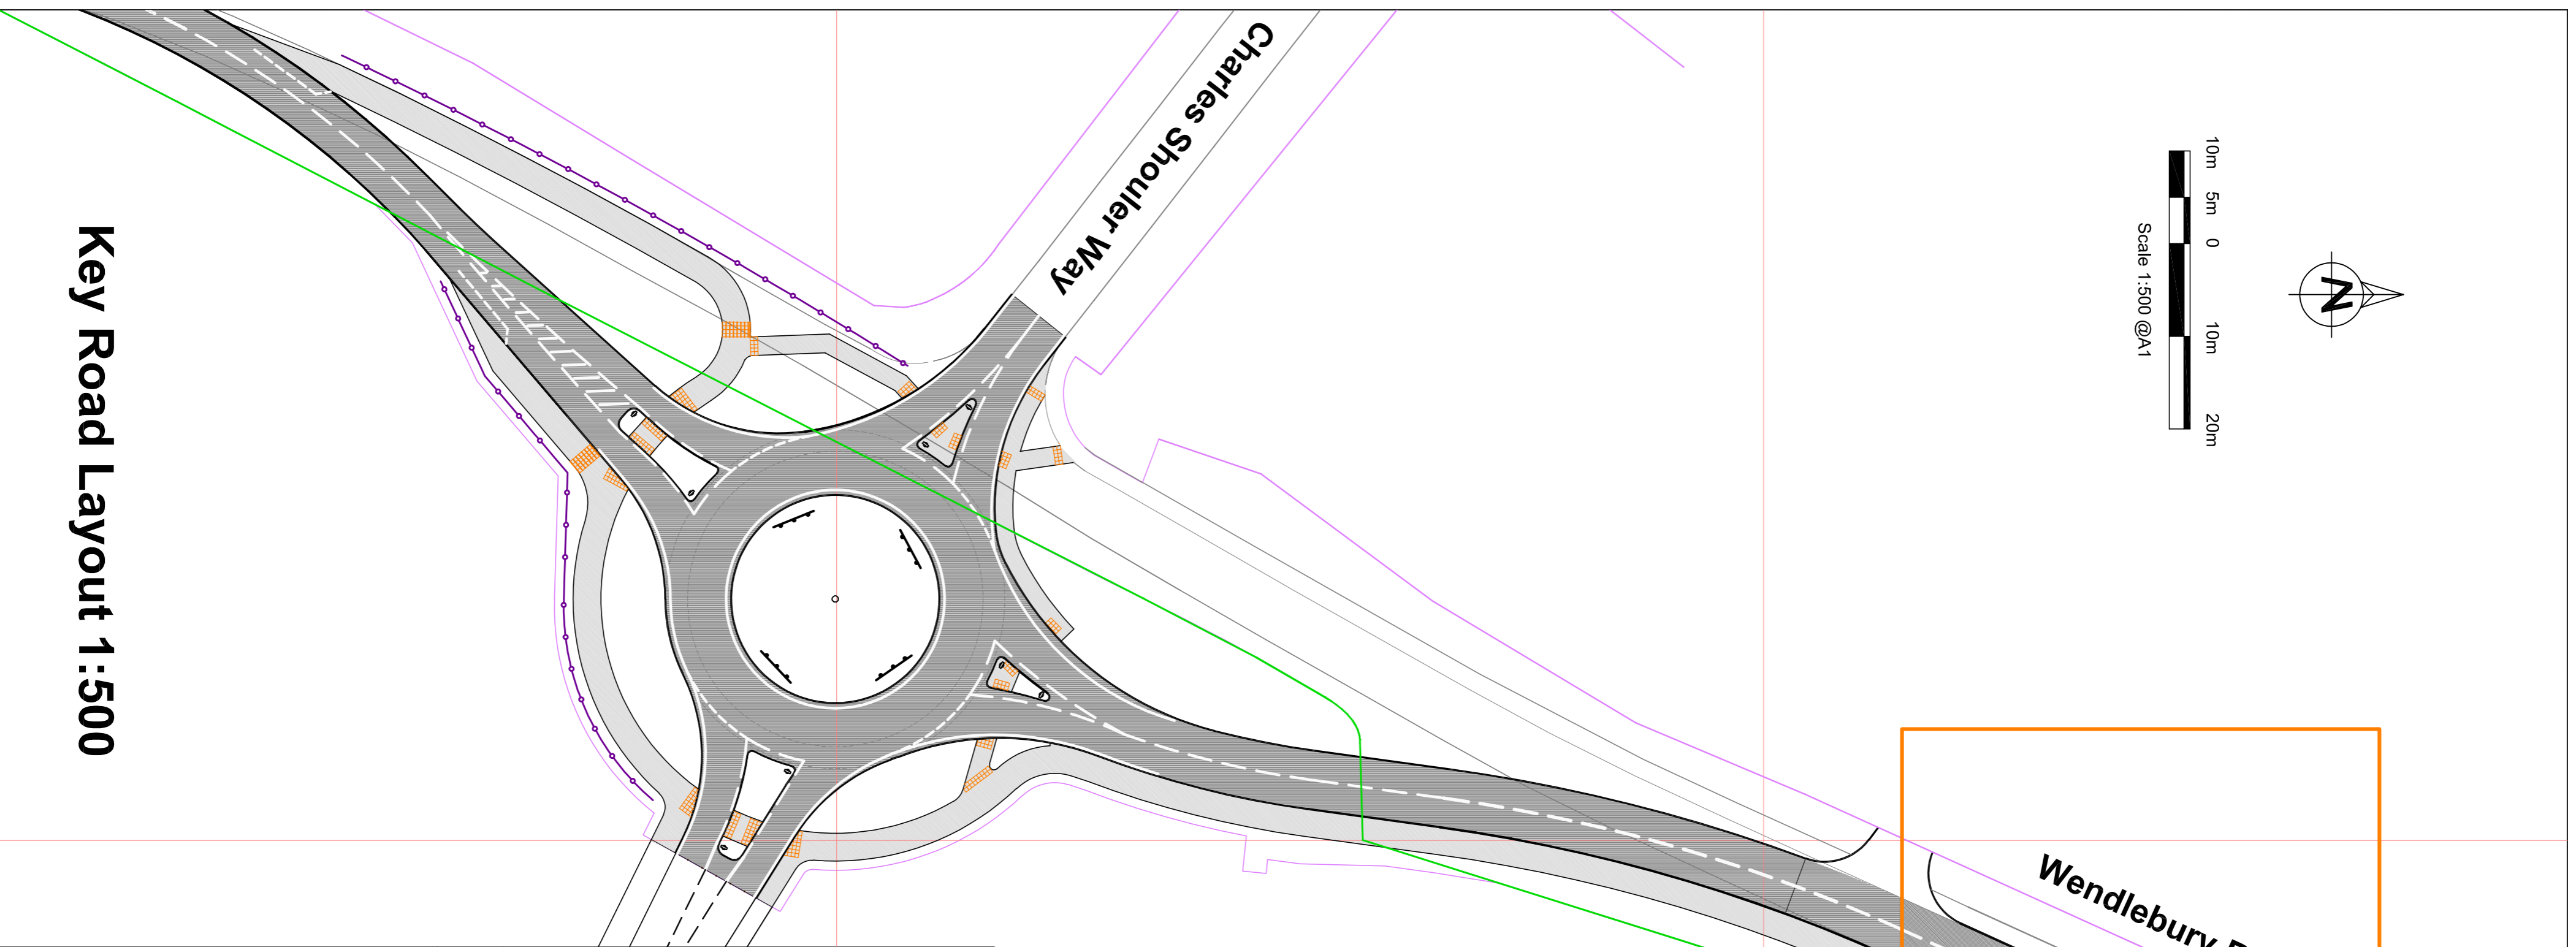 Charles Shouler Way
10m 5m 0 10m 20m
Scale 1:500 @A1
N
Key Road Layout 1:500
Wendlebury